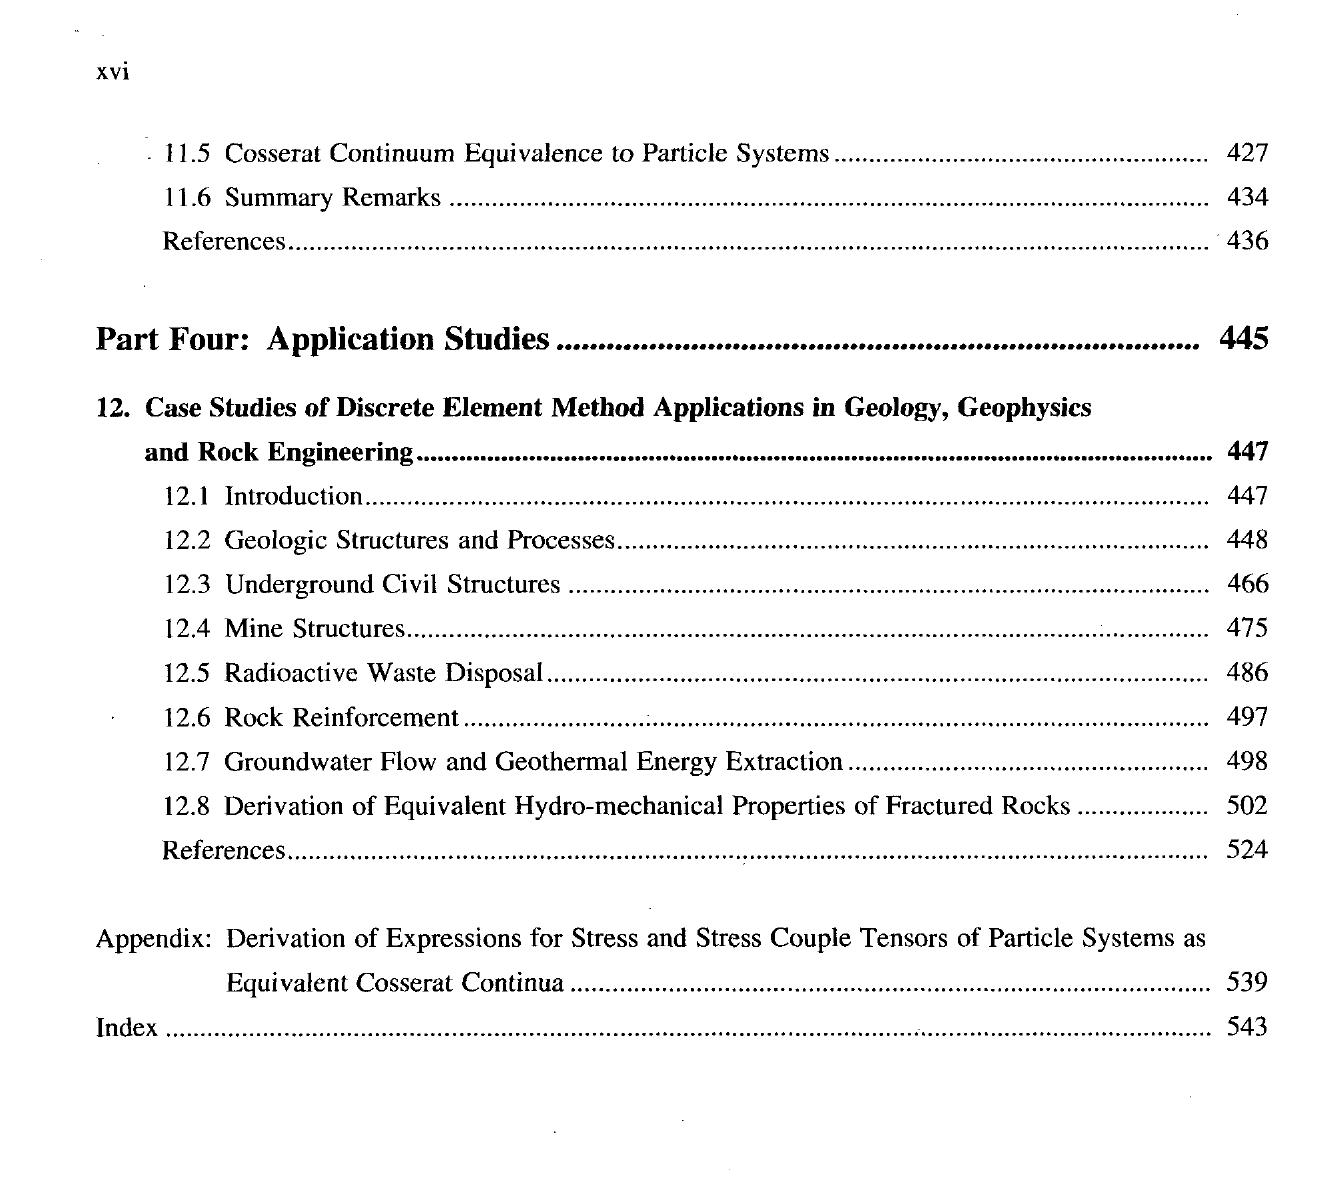 xvi
11.5 Cosserat Continuum Equivalence to Particle Systems ..................................................... 427
11.6 Summary Remarks ............................................................................................................ 434
References................................................................................................................................... 436
Part Four: Application Studies ............................................................................ 445
12. Case Studies of Discrete Element Method Applications in Geology, Geophysics
and Rock Engineering................................................................................................................. 447
12.1 Introduction........................................................................................................................ 447
12.2 Geologic Structures and Processes..................................................................................... 448
12.3 Underground Civil Structures ........................................................................................... 466
12.4 Mine Structures.................................................................................................................. 475
12.5 Radioactive Waste Disposal............................................................................................... 486
12.6 Rock Reinforcement .......................................................................................................... 497
12.7 Groundwater Flow and Geothermal Energy Extraction ................................................... 498
12.8 Derivation of Equivalent Hydro-mechanical Properties of Fractured Rocks ................... 502
References................................................................................................................................... 524
Appendix: Derivation of Expressions for Stress and Stress Couple Tensors of Particle Systems as
Equivalent Cosserat Continua ........................................................................................... 539
Index ..................................................................................................................................................... 543